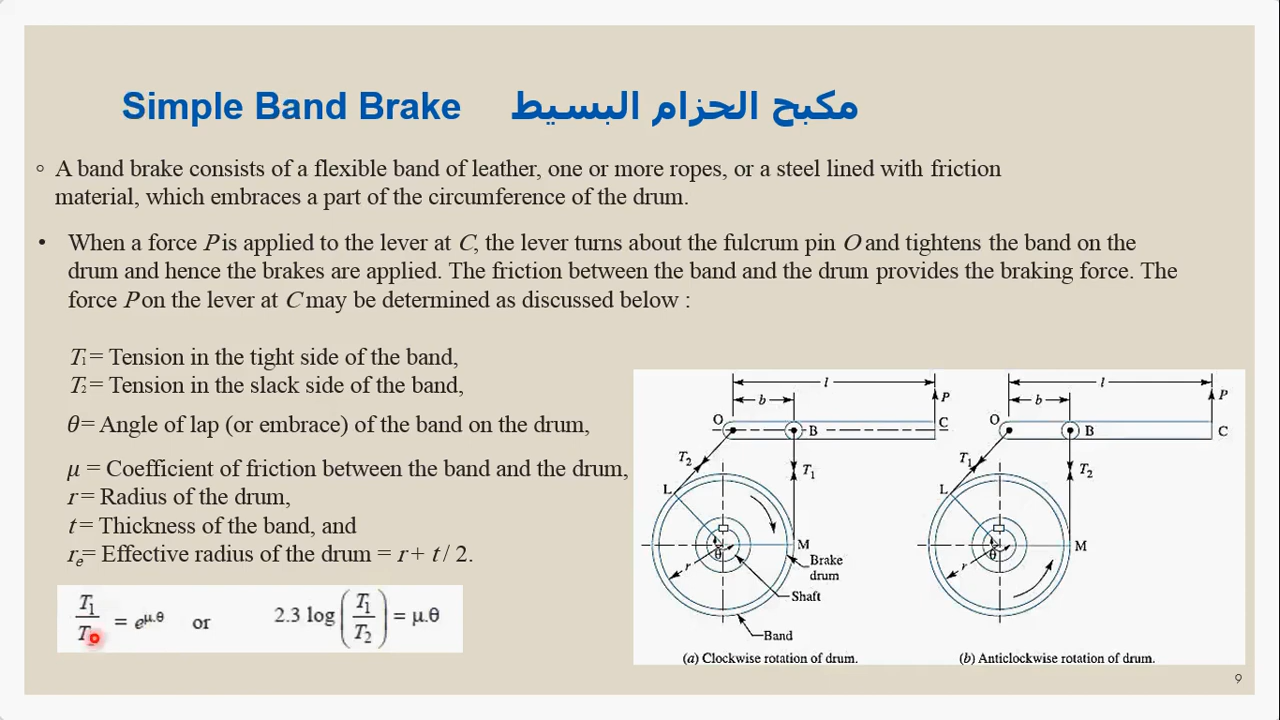 Simple Band Brake مكبح الحزام البسيط
◦ A band brake consists of a flexible band of leather, one or more ropes, or a steel lined with friction
material, which embraces a part of the circumference of the drum.
• When a force P is applied to the lever at C, the lever turns about the fulcrum pin O and tightens the band on the
drum and hence the brakes are applied. The friction between the band and the drum provides the braking force. The
force P on the lever at C may be determined as discussed below :
T1= Tension in the tight side of the band,
T2= Tension in the slack side of the band,
θ= Angle of lap (or embrace) of the band on the drum,
μ = Coefficient of friction between the band and the drum,
r= Radius of the drum,
t= Thickness of the band, and
re= Effective radius of the drum = r+ t/ 2.
T1/T = e^μ.θ or 2.3 log (T1/T2) = μ.θ
l
b
P
O
B
C
T2
T1
L
M
θ
r
Brake
drum
Shaft
Band
(a) Clockwise rotation of drum.
l
b
P
O
B
C
T1
T2
L
M
θ
r
(b) Anticlockwise rotation of drum.
9